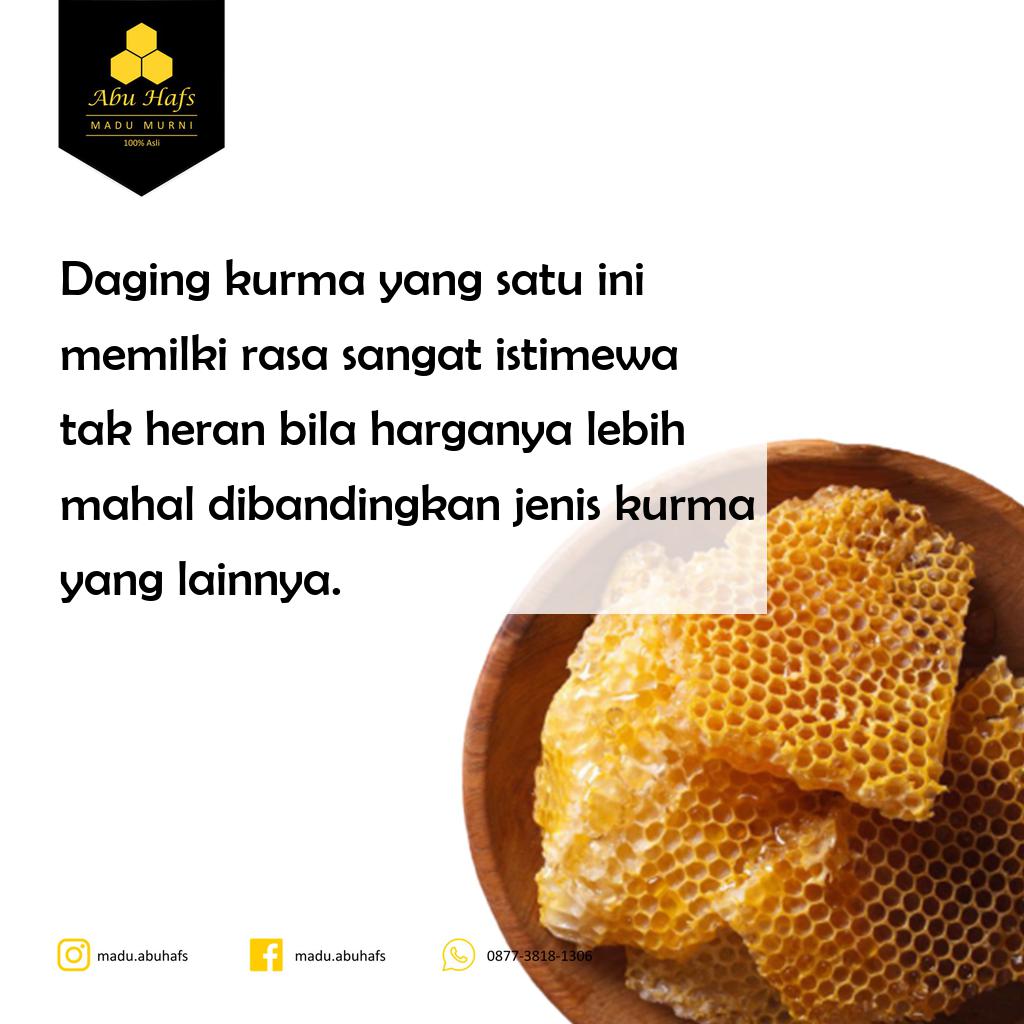 Abu Hafs
MADU MURNI
100% Asli
Daging kurma yang satu ini
memilki rasa sangat istimewa
tak heran bila harganya lebih
mahal dibandingkan jenis kurma
yang lainnya.
madu.abuhafs
madu.abuhafs
0877-3818-1306